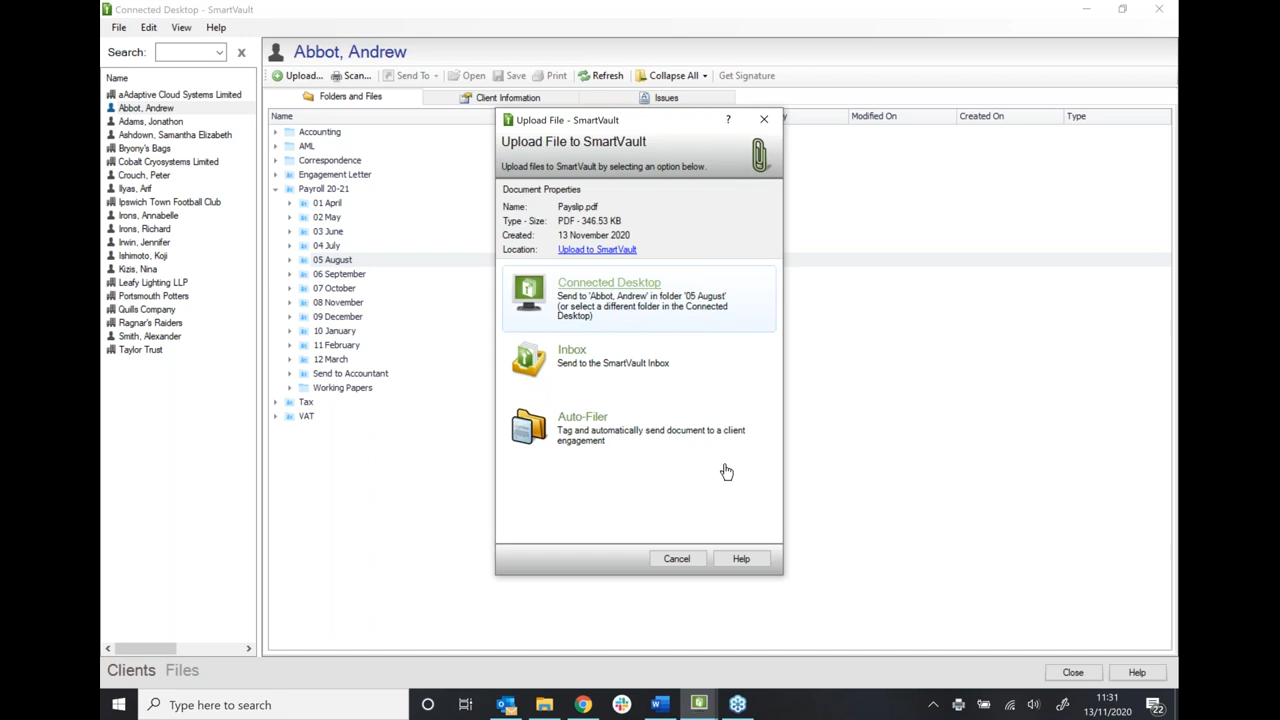 Connected Desktop - SmartVault
File Edit View Help
Search:
Name
aAdaptive Cloud Systems Limited
Abbot, Andrew
Adams, Jonathon
Ashdown, Samantha Elizabeth
Bryony's Bags
Cobalt Cryosystems Limited
Crouch, Peter
Ilyas, Arif
Ipswich Town Football Club
Irons, Annabelle
Irons, Richard
Irwin, Jennifer
Ishimoto, Koji
Kizis, Nina
Leafy Lighting LLP
Portsmouth Potters
Quills Company
Ragnar's Raiders
Smith, Alexander
Taylor Trust
Clients Files
Abbot, Andrew
Upload... Scan... Send To Open Save Print Refresh Collapse All Get Signature
Folders and Files Client Information Issues
Name Modified On Created On Type
Accounting
AML
Correspondence
Engagement Letter
Payroll 20-21
01 April
02 May
03 June
04 July
05 August
06 September
07 October
08 November
09 December
10 January
11 February
12 March
Send to Accountant
Working Papers
Tax
VAT
Upload File - SmartVault
Upload File to SmartVault
Upload files to SmartVault by selecting an option below.
Document Properties
Name: Payslip.pdf
Type - Size: PDF - 346.53 KB
Created: 13 November 2020
Location: Upload to SmartVault
Connected Desktop
Send to 'Abbot, Andrew' in folder '05 August'
(or select a different folder in the Connected
Desktop)
Inbox
Send to the SmartVault Inbox
Auto-Filer
Tag and automatically send document to a client
engagement
Cancel Help
Close Help
Type here to search
11:31
13/11/2020
22